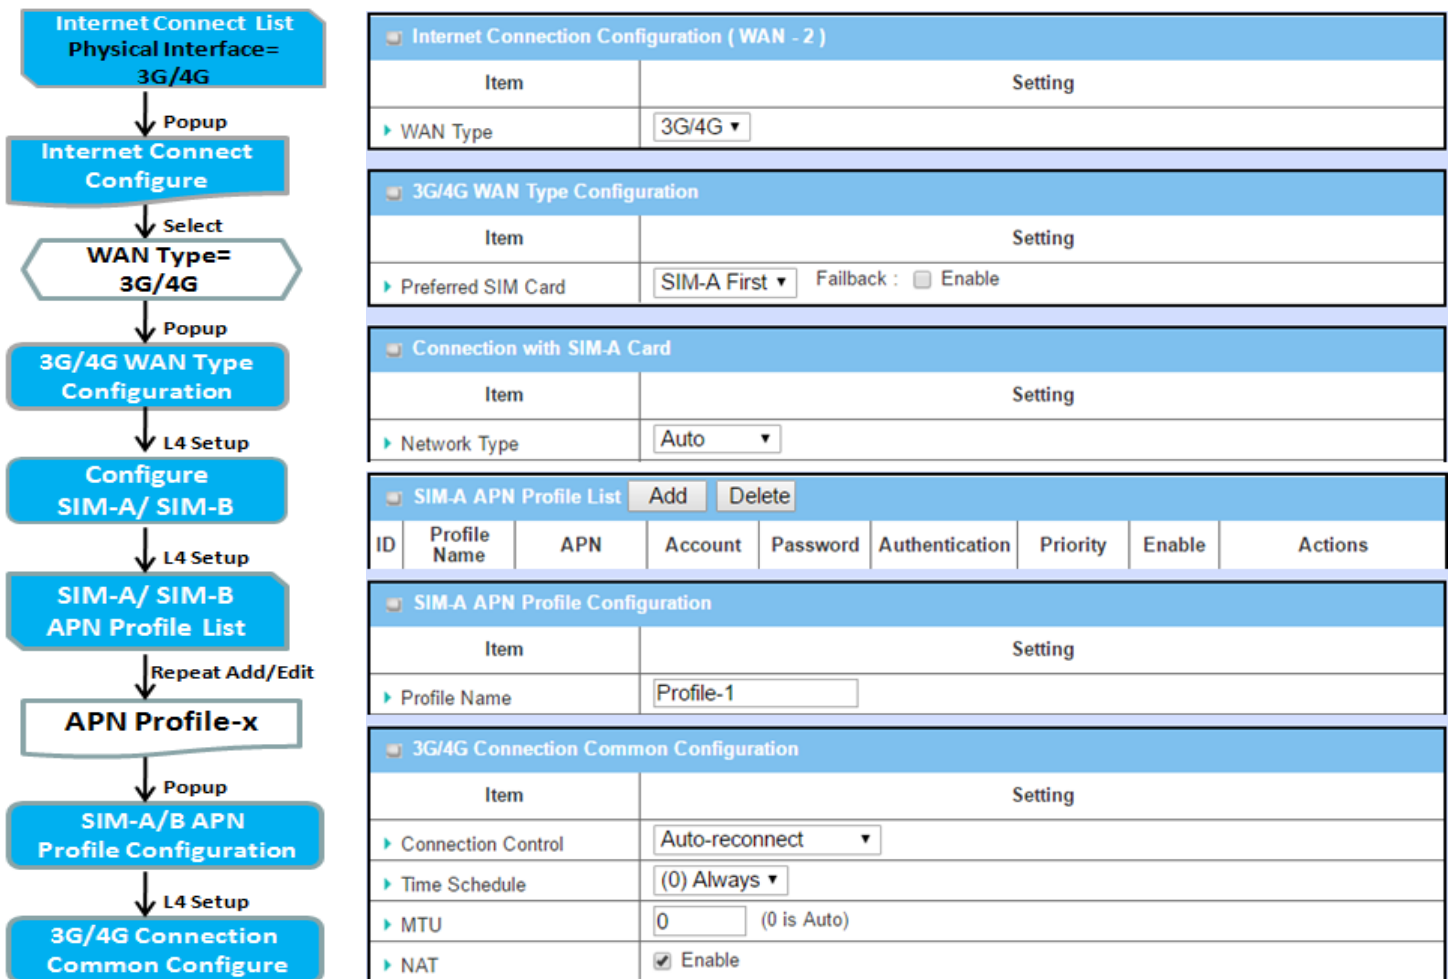 Internet Connect List
Physical Interface=
3G/4G
Popup
Internet Connect
Configure
Select
WAN Type=
3G/4G
Popup
3G/4G WAN Type
Configuration
L4 Setup
Configure
SIM-A/ SIM-B
L4 Setup
SIM-A/ SIM-B
APN Profile List
Repeat Add/Edit
APN Profile-x
Popup
SIM-A/B APN
Profile Configuration
L4 Setup
3G/4G Connection
Common Configure
Internet Connection Configuration ( WAN - 2 )
Item Setting
WAN Type 3G/4G
3G/4G WAN Type Configuration
Item Setting
Preferred SIM Card SIM-A First Failback : Enable
Connection with SIM-A Card
Item Setting
Network Type Auto
SIM-A APN Profile List Add Delete
ID Profile Name APN Account Password Authentication Priority Enable Actions
SIM-A APN Profile Configuration
Item Setting
Profile Name Profile-1
3G/4G Connection Common Configuration
Item Setting
Connection Control Auto-reconnect
Time Schedule (0) Always
MTU 0 (0 is Auto)
NAT Enable